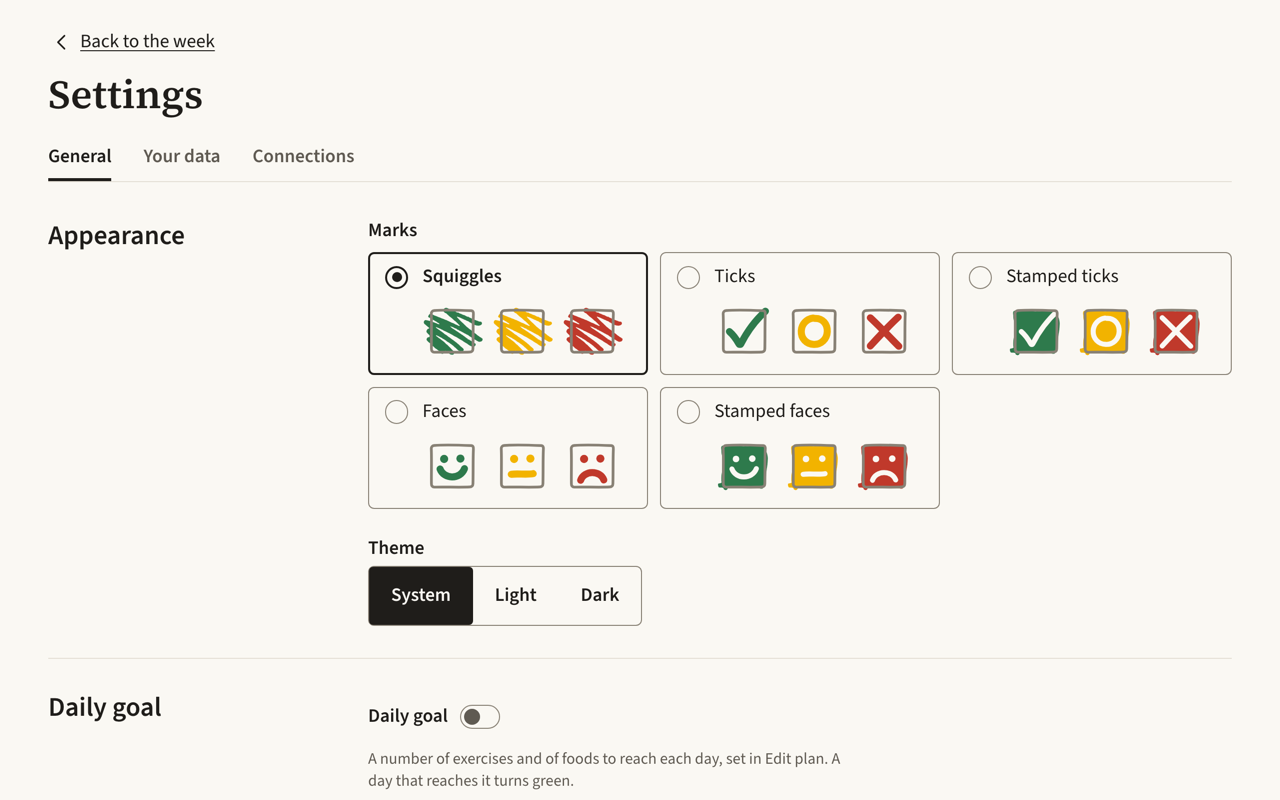 Back to the week
Settings
General
Your data
Connections
Appearance
Marks
Squiggles
Ticks
Stamped ticks
Faces
Stamped faces
Theme
System
Light
Dark
Daily goal
Daily goal
A number of exercises and of foods to reach each day, set in Edit plan. A
day that reaches it turns green.